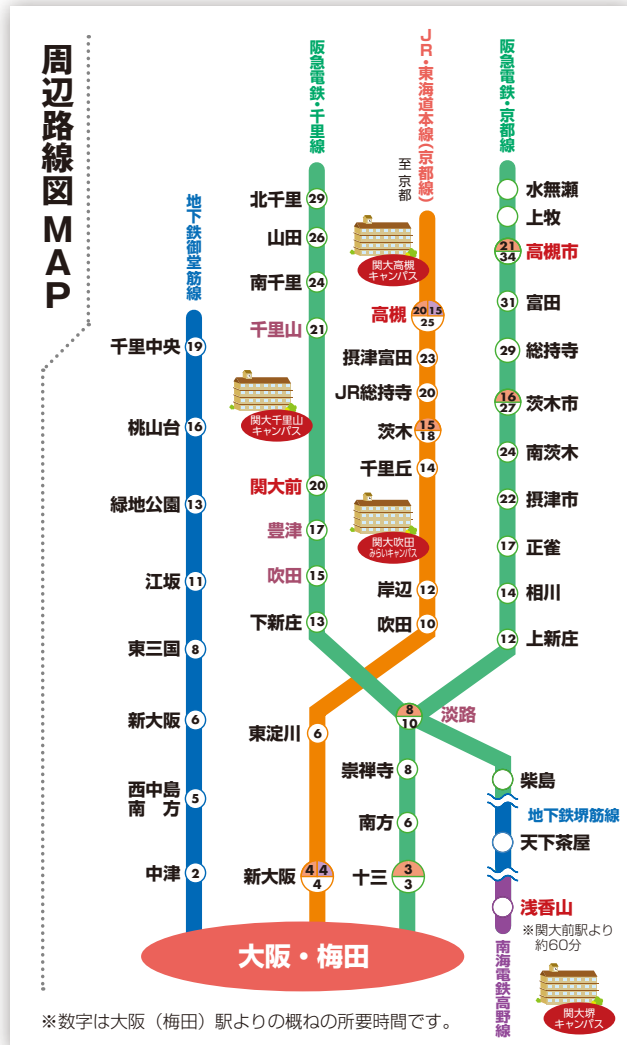 周辺路線図MAP
地下鉄御堂筋線
千里中央 19
桃山台 16
緑地公園 13
江坂 11
東三国 8
新大阪 6
西中島
南方 5
中津 2
阪急電鉄・千里線
北千里 29
山田 26
南千里 24
千里山 21
関大千里山
キャンパス
関大前 20
豊津 17
吹田 15
下新庄 13
JR・東海道本線(京都線)
至 京都
関大高槻
キャンパス
高槻 20 15
25
摂津富田 23
JR総持寺 20
茨木 15
18
千里丘 14
関大吹田
みらいキャンパス
岸辺 12
吹田 10
東淀川 6
新大阪 4 4
4
阪急電鉄・京都線
水無瀬
上牧
21
34 高槻市
31 富田
29 総持寺
16
27 茨木市
24 南茨木
22 摂津市
17 正雀
14 相川
12 上新庄
8
10 淡路
崇禅寺 8
南方 6
十三 3
3
柴島
地下鉄堺筋線
天下茶屋
浅香山
※関大前駅より
約60分
南海電鉄高野線
関大堺
キャンパス
大阪・梅田
※数字は大阪（梅田）駅よりの概ねの所要時間です。